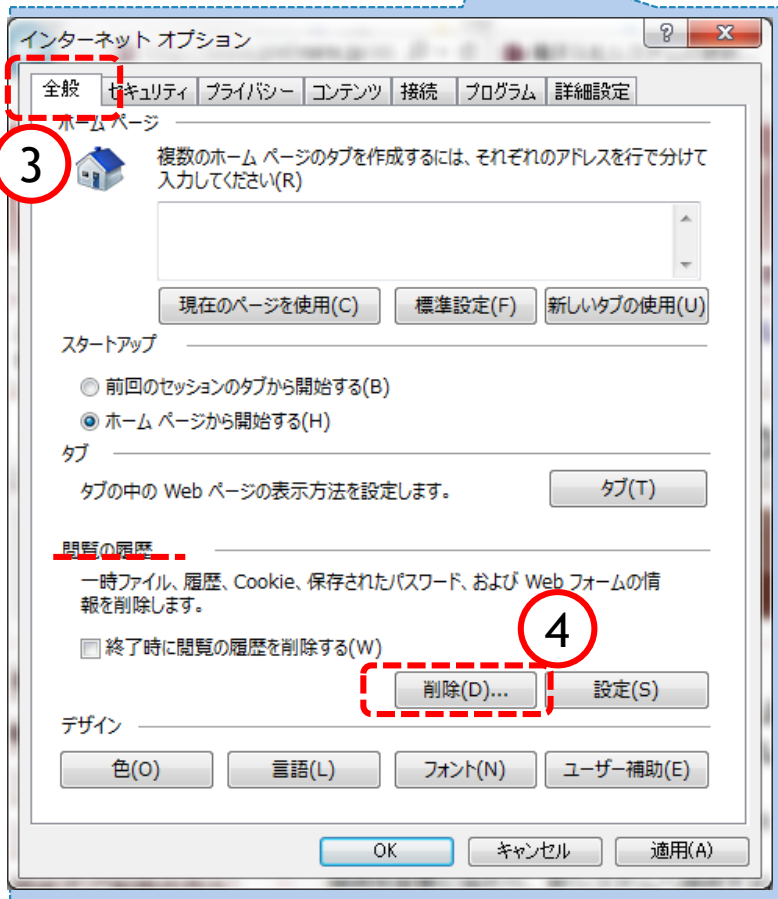 インターネット オプション
全般 セキュリティ プライバシー コンテンツ 接続 プログラム 詳細設定
ホーム ページ
3
複数のホーム ページのタブを作成するには、それぞれのアドレスを行で分けて
入力してください(R)
現在のページを使用(C) 標準設定(F) 新しいタブの使用(U)
スタートアップ
前回のセッションのタブから開始する(B)
ホーム ページから開始する(H)
タブ
タブの中の Web ページの表示方法を設定します。 タブ(T)
閲覧の履歴
一時ファイル、履歴、Cookie、保存されたパスワード、および Web フォームの情
報を削除します。
4
終了時に閲覧の履歴を削除する(W)
削除(D)... 設定(S)
デザイン
色(O) 言語(L) フォント(N) ユーザー補助(E)
OK キャンセル 適用(A)